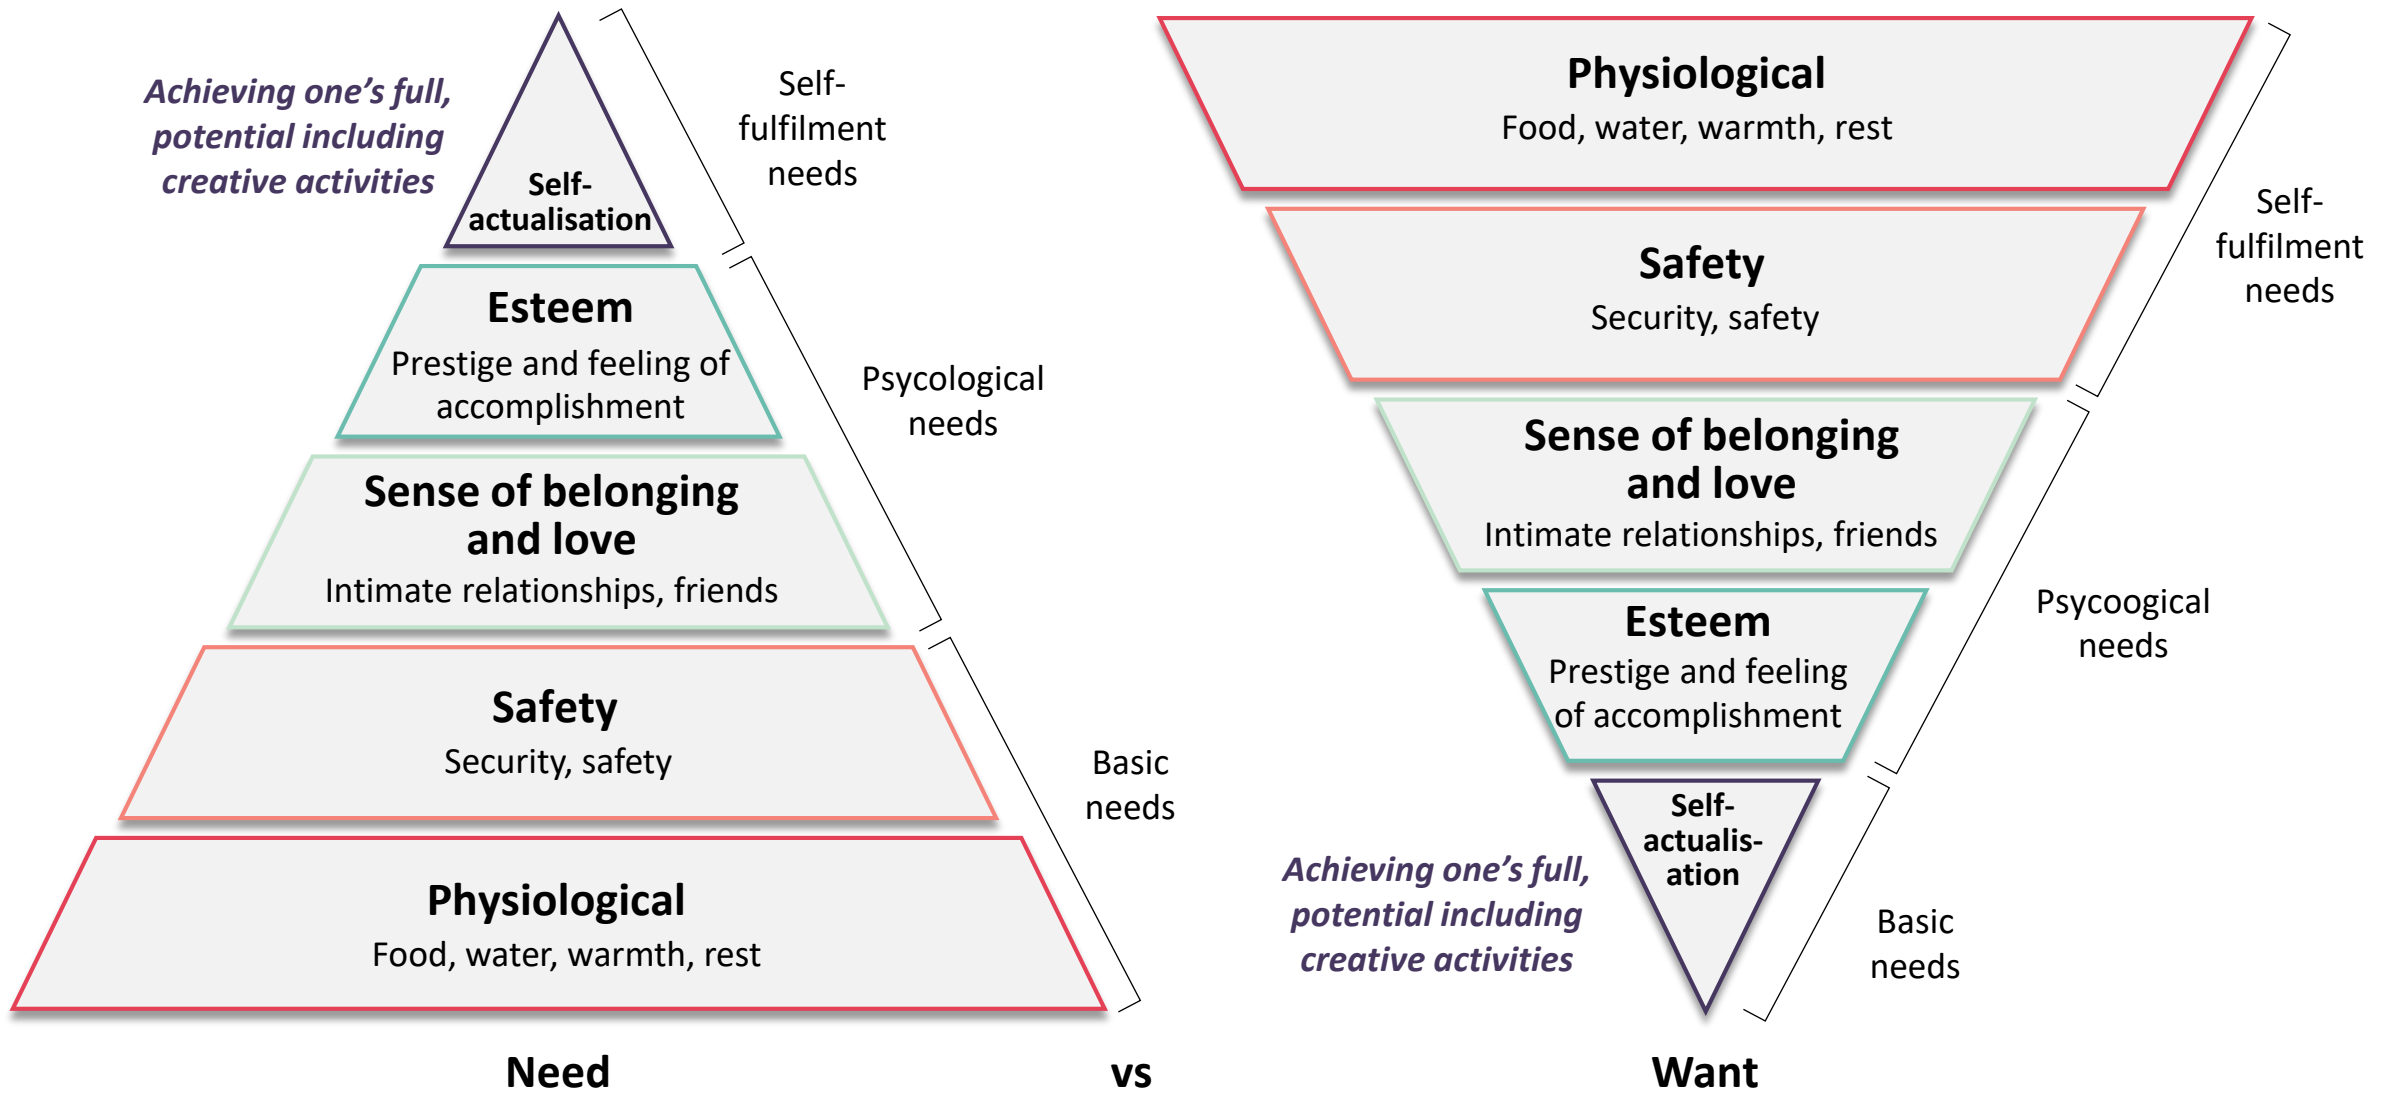 Achieving one’s full,
potential including
creative activities
Self-
actualisation
Self-
fulfilment
needs
Esteem
Prestige and feeling of
accomplishment
Psycological
needs
Sense of belonging
and love
Intimate relationships, friends
Safety
Security, safety
Basic
needs
Physiological
Food, water, warmth, rest
Need
vs
Physiological
Food, water, warmth, rest
Safety
Security, safety
Self-
fulfilment
needs
Sense of belonging
and love
Intimate relationships, friends
Esteem
Prestige and feeling
of accomplishment
Psycoogical
needs
Self-
actualis-
ation
Achieving one’s full,
potential including
creative activities
Basic
needs
Want